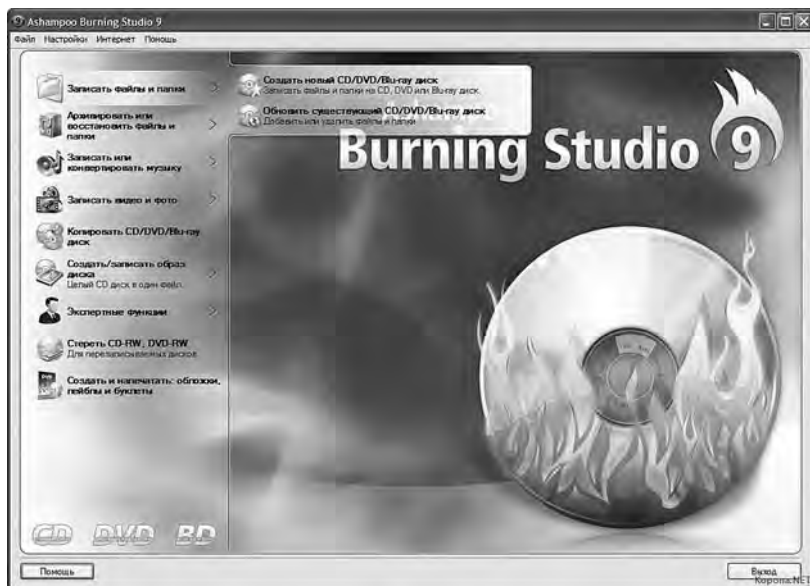 Ashampoo Burning Studio 9
Файл Настройки Интернет Помощь
Записать файлы и папки
Создать новый CD/DVD/Blu-ray диск
Записать файлы и папки на CD, DVD или Blu-ray диск.
Обновить существующий CD/DVD/Blu-ray диск
Добавить или удалить файлы и папки
Burning Studio 9
Архивировать или
восстановить файлы и
папки
Записать или
конвертировать музыку
Записать видео и фото
Копировать CD/DVD/Blu-ray
диск
Создать/записать образ
диска
Целый CD диск в один файл.
Экспертные функции
Стереть CD-RW, DVD-RW
Для перезаписываемых дисков
Создать и напечатать: обложки,
лейблы и буклеты
CD DVD BD
Помощь
Выход
Корона.NET